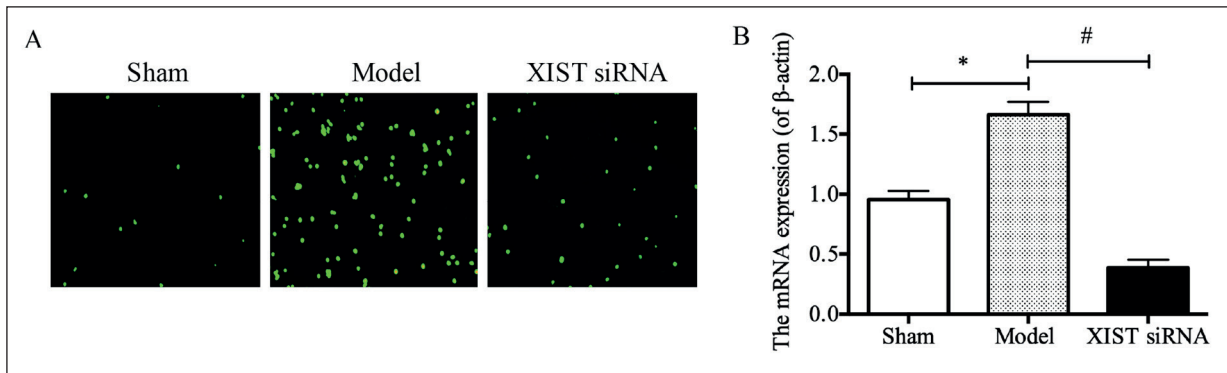 A
Sham Model XIST siRNA
B
* #
The mRNA expression (of β-actin)
2.0
1.5
1.0
0.5
0.0
Sham Model XIST siRNA